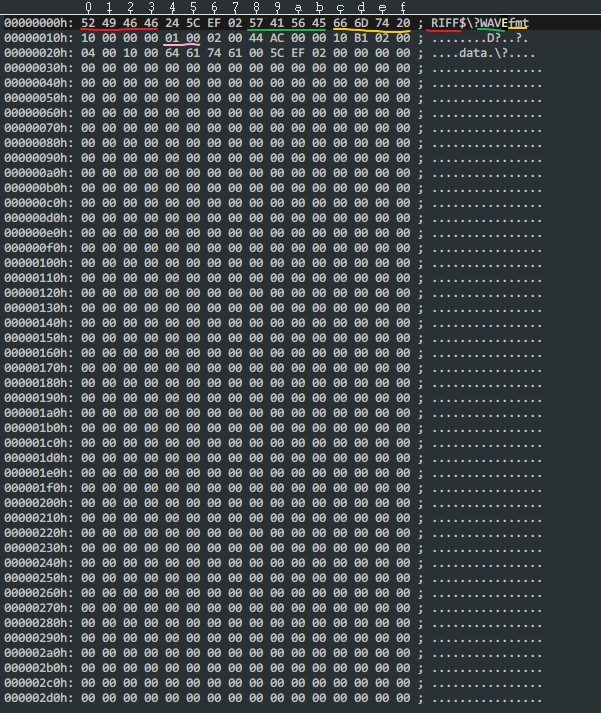 0 1 2 3 4 5 6 7 8 9 a b c d e f
00000000h: 52 49 46 46 24 5C EF 02 57 41 56 45 66 6D 74 20 ; RIFF$\?WAVEfmt
00000010h: 10 00 00 00 01 00 02 00 44 AC 00 00 10 B1 02 00 ; ........D?..?.
00000020h: 04 00 10 00 64 61 74 61 00 5C EF 02 00 00 00 00 ; ....data.\?....
00000030h: 00 00 00 00 00 00 00 00 00 00 00 00 00 00 00 00 ; ................
00000040h: 00 00 00 00 00 00 00 00 00 00 00 00 00 00 00 00 ; ................
00000050h: 00 00 00 00 00 00 00 00 00 00 00 00 00 00 00 00 ; ................
00000060h: 00 00 00 00 00 00 00 00 00 00 00 00 00 00 00 00 ; ................
00000070h: 00 00 00 00 00 00 00 00 00 00 00 00 00 00 00 00 ; ................
00000080h: 00 00 00 00 00 00 00 00 00 00 00 00 00 00 00 00 ; ................
00000090h: 00 00 00 00 00 00 00 00 00 00 00 00 00 00 00 00 ; ................
000000a0h: 00 00 00 00 00 00 00 00 00 00 00 00 00 00 00 00 ; ................
000000b0h: 00 00 00 00 00 00 00 00 00 00 00 00 00 00 00 00 ; ................
000000c0h: 00 00 00 00 00 00 00 00 00 00 00 00 00 00 00 00 ; ................
000000d0h: 00 00 00 00 00 00 00 00 00 00 00 00 00 00 00 00 ; ................
000000e0h: 00 00 00 00 00 00 00 00 00 00 00 00 00 00 00 00 ; ................
000000f0h: 00 00 00 00 00 00 00 00 00 00 00 00 00 00 00 00 ; ................
00000100h: 00 00 00 00 00 00 00 00 00 00 00 00 00 00 00 00 ; ................
00000110h: 00 00 00 00 00 00 00 00 00 00 00 00 00 00 00 00 ; ................
00000120h: 00 00 00 00 00 00 00 00 00 00 00 00 00 00 00 00 ; ................
00000130h: 00 00 00 00 00 00 00 00 00 00 00 00 00 00 00 00 ; ................
00000140h: 00 00 00 00 00 00 00 00 00 00 00 00 00 00 00 00 ; ................
00000150h: 00 00 00 00 00 00 00 00 00 00 00 00 00 00 00 00 ; ................
00000160h: 00 00 00 00 00 00 00 00 00 00 00 00 00 00 00 00 ; ................
00000170h: 00 00 00 00 00 00 00 00 00 00 00 00 00 00 00 00 ; ................
00000180h: 00 00 00 00 00 00 00 00 00 00 00 00 00 00 00 00 ; ................
00000190h: 00 00 00 00 00 00 00 00 00 00 00 00 00 00 00 00 ; ................
000001a0h: 00 00 00 00 00 00 00 00 00 00 00 00 00 00 00 00 ; ................
000001b0h: 00 00 00 00 00 00 00 00 00 00 00 00 00 00 00 00 ; ................
000001c0h: 00 00 00 00 00 00 00 00 00 00 00 00 00 00 00 00 ; ................
000001d0h: 00 00 00 00 00 00 00 00 00 00 00 00 00 00 00 00 ; ................
000001e0h: 00 00 00 00 00 00 00 00 00 00 00 00 00 00 00 00 ; ................
000001f0h: 00 00 00 00 00 00 00 00 00 00 00 00 00 00 00 00 ; ................
00000200h: 00 00 00 00 00 00 00 00 00 00 00 00 00 00 00 00 ; ................
00000210h: 00 00 00 00 00 00 00 00 00 00 00 00 00 00 00 00 ; ................
00000220h: 00 00 00 00 00 00 00 00 00 00 00 00 00 00 00 00 ; ................
00000230h: 00 00 00 00 00 00 00 00 00 00 00 00 00 00 00 00 ; ................
00000240h: 00 00 00 00 00 00 00 00 00 00 00 00 00 00 00 00 ; ................
00000250h: 00 00 00 00 00 00 00 00 00 00 00 00 00 00 00 00 ; ................
00000260h: 00 00 00 00 00 00 00 00 00 00 00 00 00 00 00 00 ; ................
00000270h: 00 00 00 00 00 00 00 00 00 00 00 00 00 00 00 00 ; ................
00000280h: 00 00 00 00 00 00 00 00 00 00 00 00 00 00 00 00 ; ................
00000290h: 00 00 00 00 00 00 00 00 00 00 00 00 00 00 00 00 ; ................
000002a0h: 00 00 00 00 00 00 00 00 00 00 00 00 00 00 00 00 ; ................
000002b0h: 00 00 00 00 00 00 00 00 00 00 00 00 00 00 00 00 ; ................
000002c0h: 00 00 00 00 00 00 00 00 00 00 00 00 00 00 00 00 ; ................
000002d0h: 00 00 00 00 00 00 00 00 00 00 00 00 00 00 00 00 ; ................